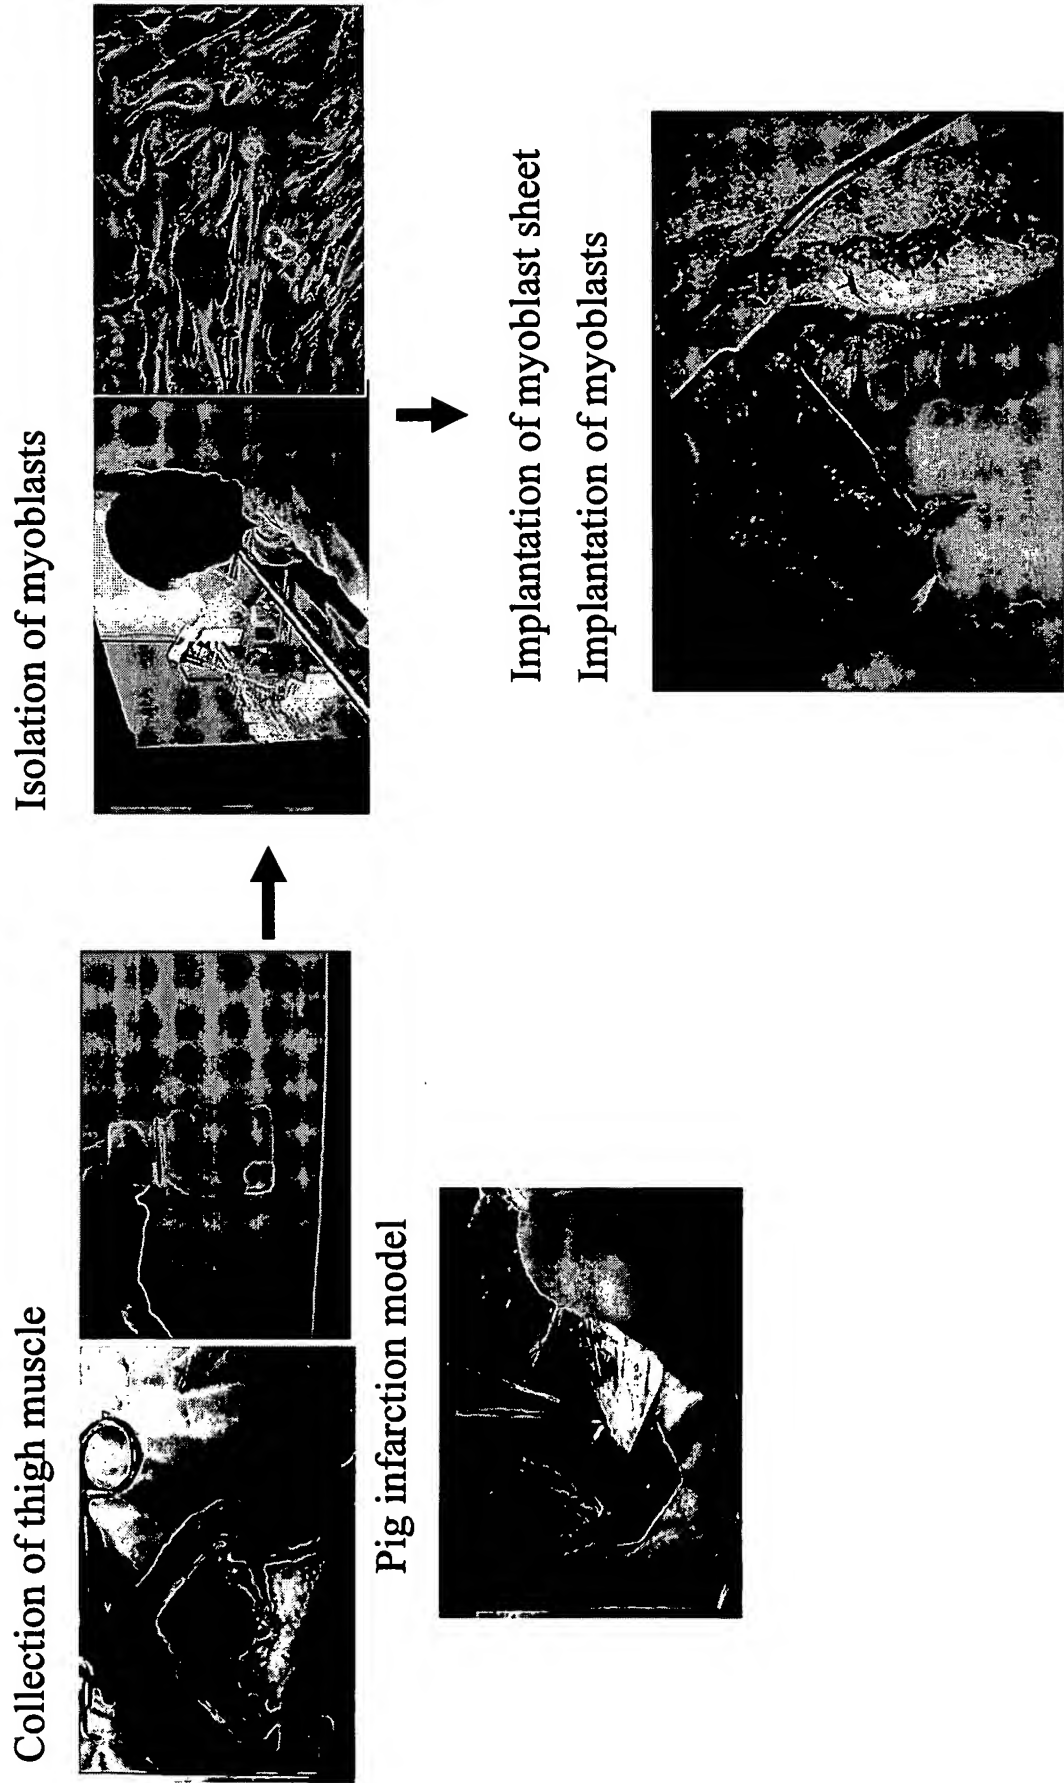 Collection of thigh muscle
Isolation of myoblasts
Pig infarction model
Implantation of myoblast sheet
Implantation of myoblasts